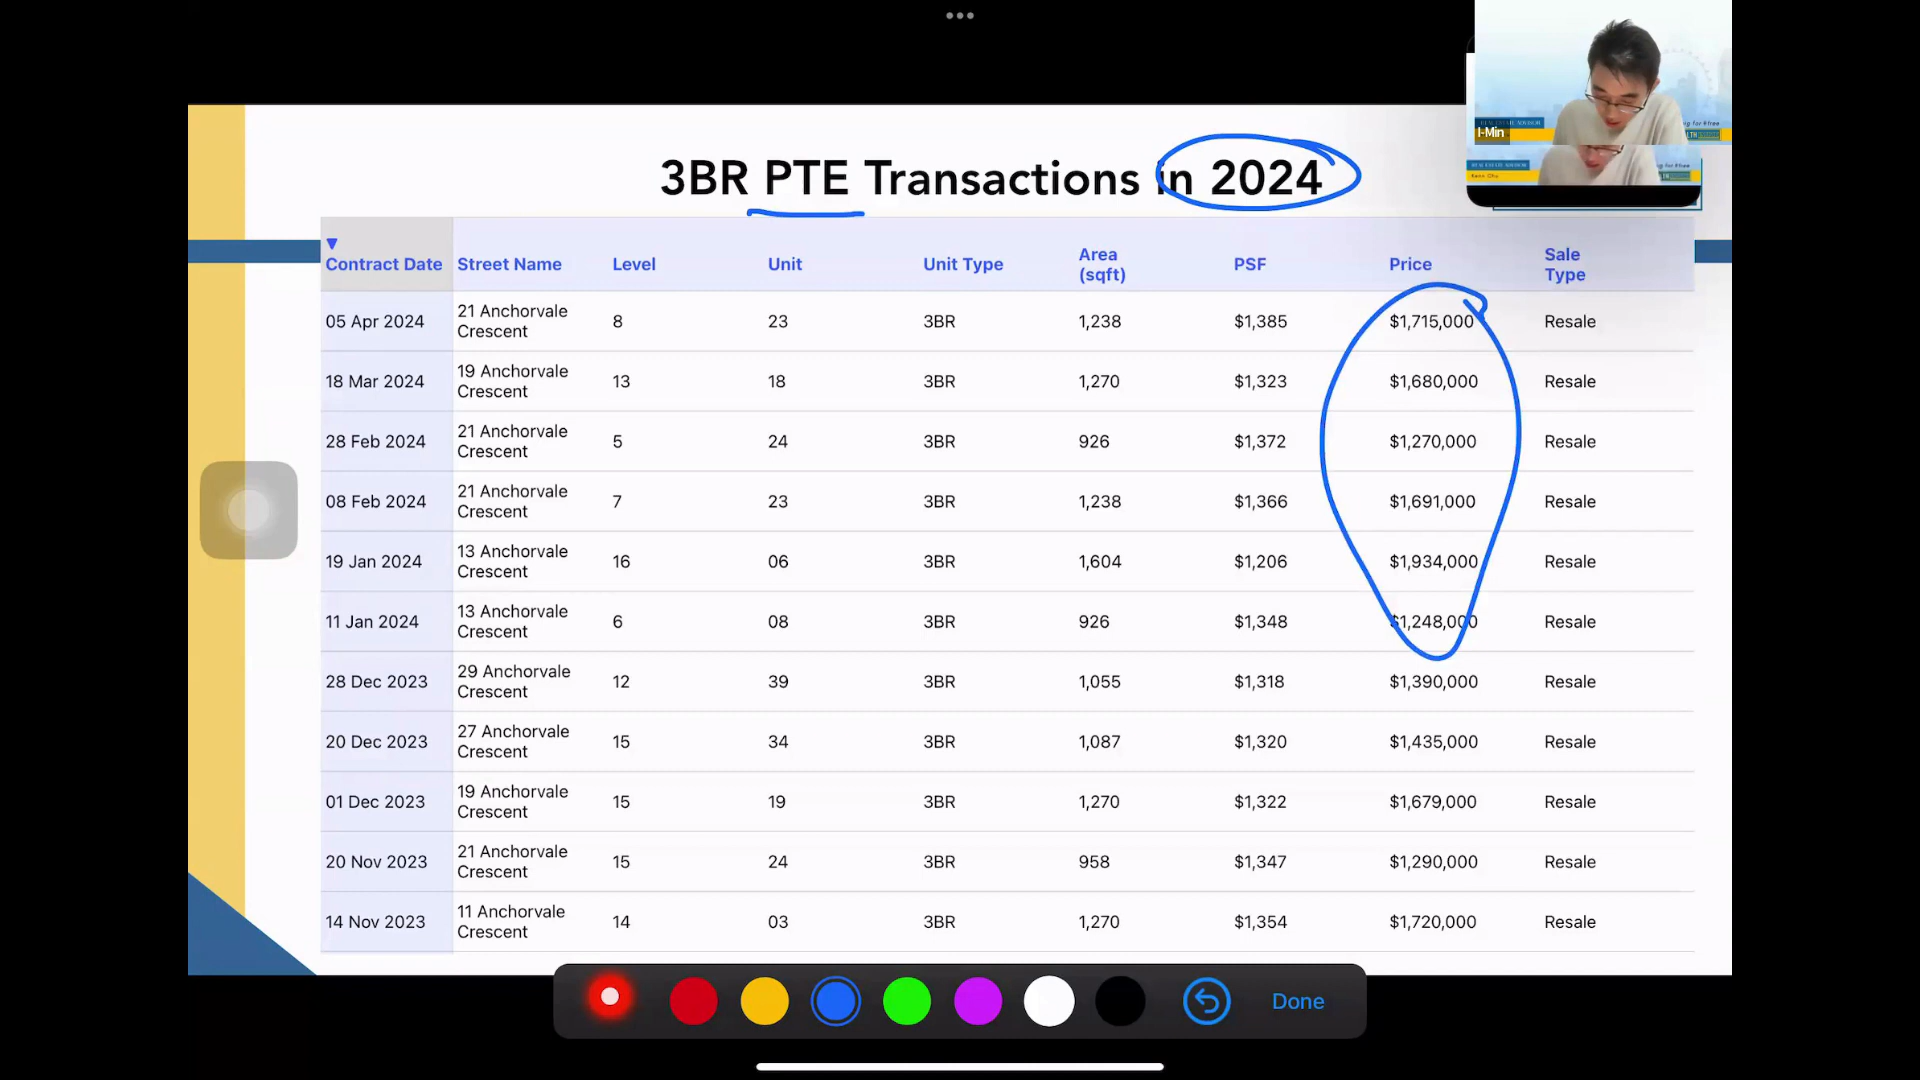 3BR PTE Transactions in 2024
I-Min
Contract Date Street Name Level Unit Unit Type Area (sqft) PSF Price Sale Type
05 Apr 2024 21 Anchorvale Crescent 8 23 3BR 1,238 $1,385 $1,715,000 Resale
18 Mar 2024 19 Anchorvale Crescent 13 18 3BR 1,270 $1,323 $1,680,000 Resale
28 Feb 2024 21 Anchorvale Crescent 5 24 3BR 926 $1,372 $1,270,000 Resale
08 Feb 2024 21 Anchorvale Crescent 7 23 3BR 1,238 $1,366 $1,691,000 Resale
19 Jan 2024 13 Anchorvale Crescent 16 06 3BR 1,604 $1,206 $1,934,000 Resale
11 Jan 2024 13 Anchorvale Crescent 6 08 3BR 926 $1,348 $1,248,000 Resale
28 Dec 2023 29 Anchorvale Crescent 12 39 3BR 1,055 $1,318 $1,390,000 Resale
20 Dec 2023 27 Anchorvale Crescent 15 34 3BR 1,087 $1,320 $1,435,000 Resale
01 Dec 2023 19 Anchorvale Crescent 15 19 3BR 1,270 $1,322 $1,679,000 Resale
20 Nov 2023 21 Anchorvale Crescent 15 24 3BR 958 $1,347 $1,290,000 Resale
14 Nov 2023 11 Anchorvale Crescent 14 03 3BR 1,270 $1,354 $1,720,000 Resale
Done